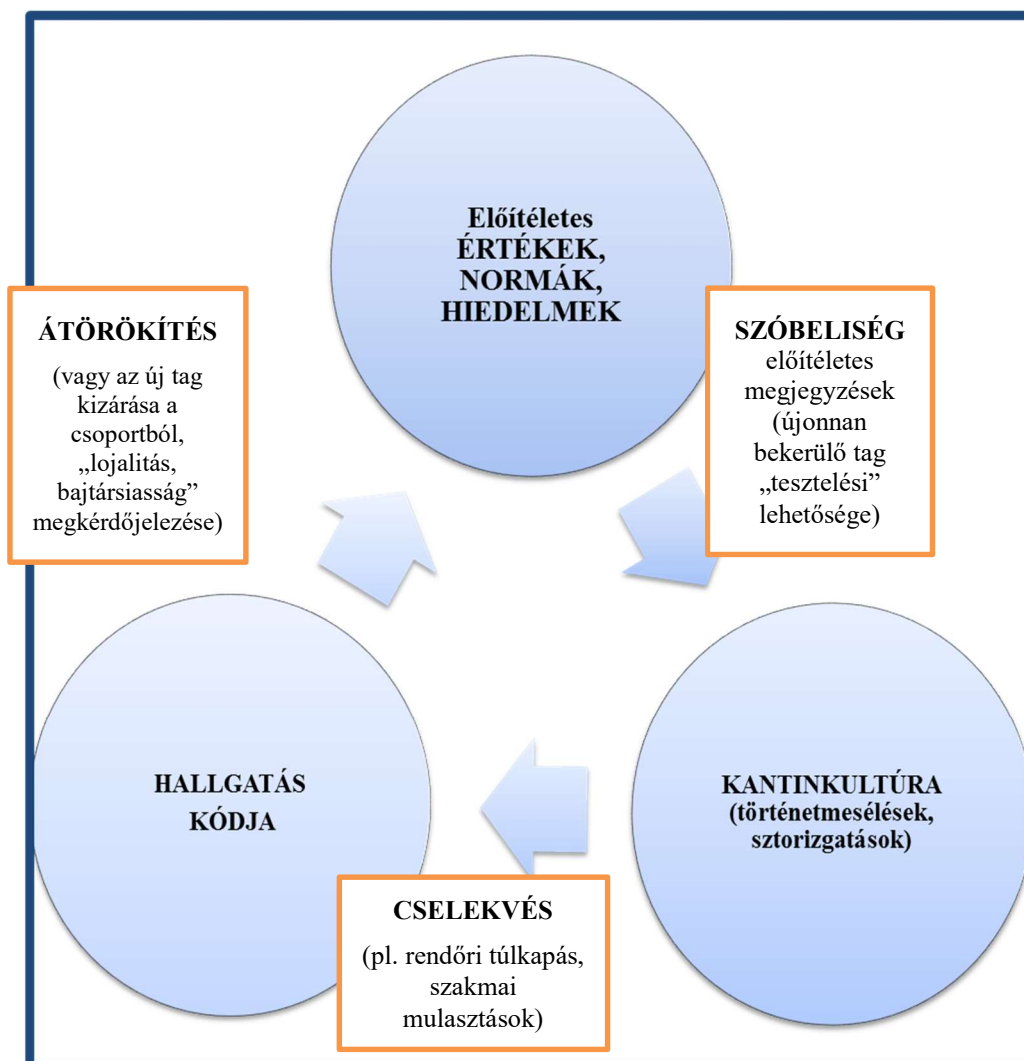 Előítéletes
ÉRTÉKEK,
NORMÁK,
HIEDELMEK
ÁTÖRÖKÍTÉS
(vagy az új tag
kizárása a
csoportból,
„lojalitás,
bajtársiasság”
megkérdőjelezése)
SZÓBELISÉG
előítéletes
megjegyzések
(újonnan
bekerülő tag
„tesztelési”
lehetősége)
HALLGATÁS
KÓDJA
KANTINKULTÚRA
(történetmesélések,
sztorizgatások)
CSELEKVÉS
(pl. rendőri túlkapás,
szakmai
mulasztások)